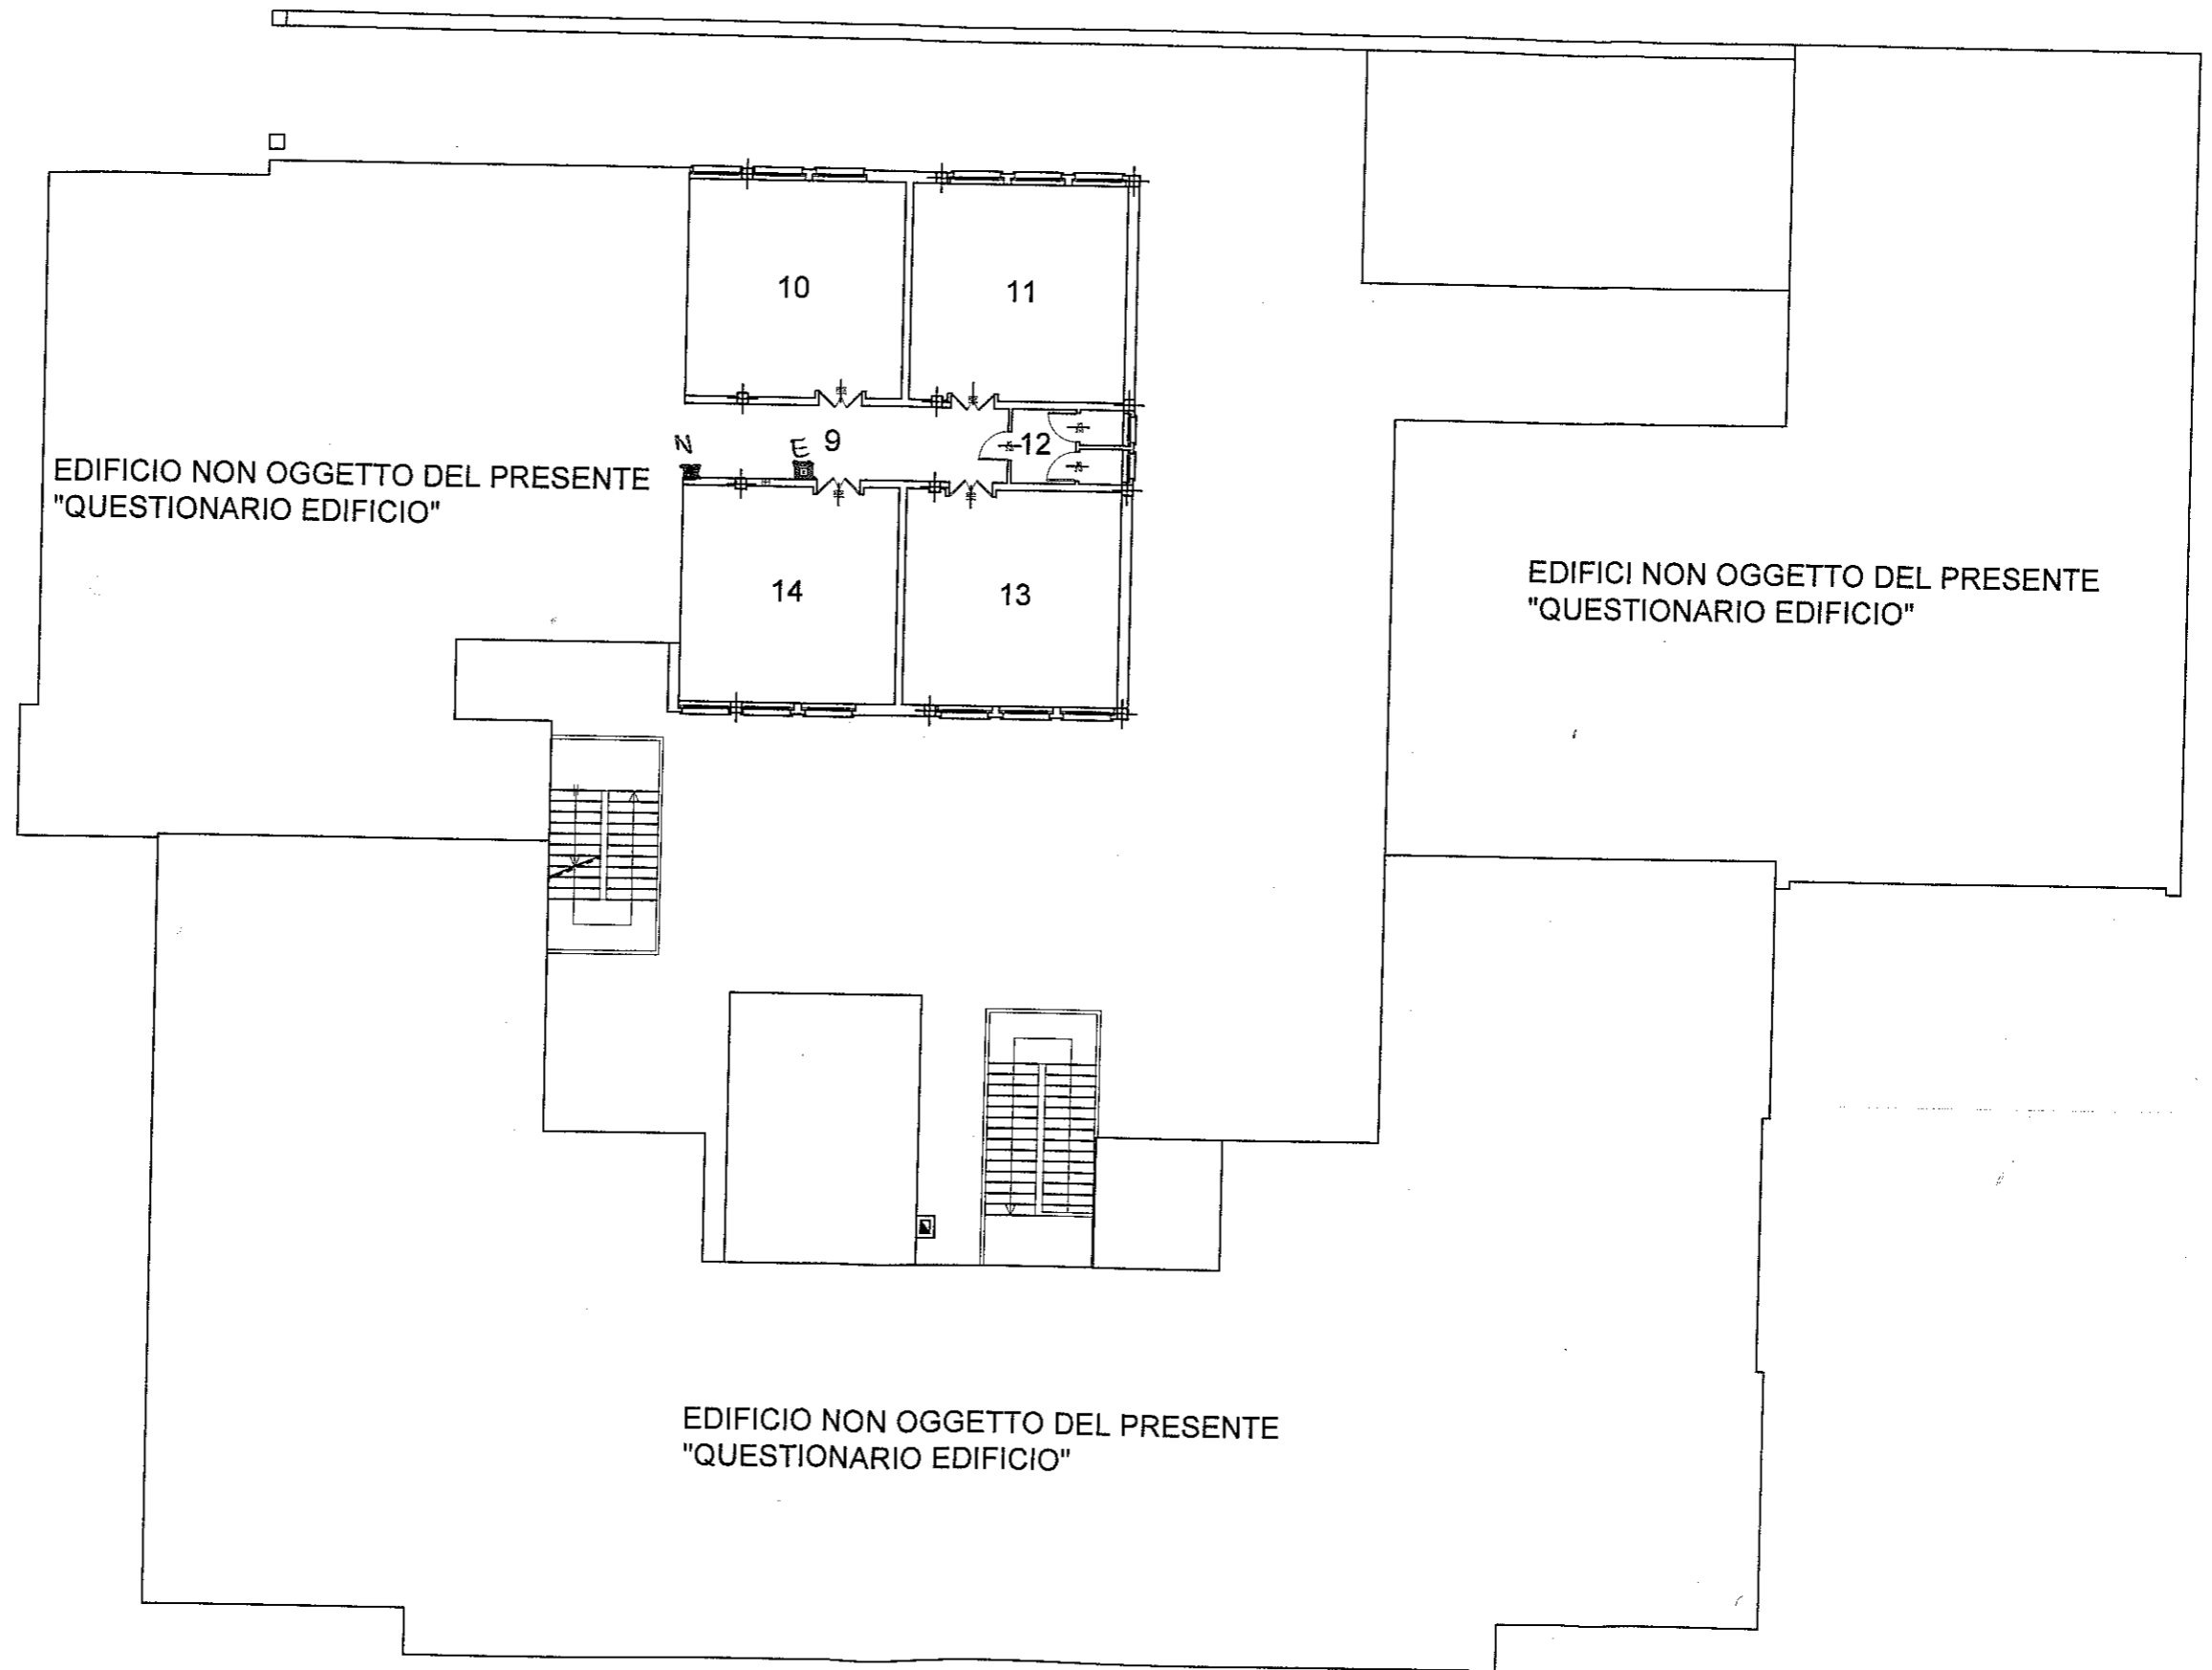 10
11
N
E
9
12
EDIFICIO NON OGGETTO DEL PRESENTE
"QUESTIONARIO EDIFICIO"
14
13
EDIFICI NON OGGETTO DEL PRESENTE
"QUESTIONARIO EDIFICIO"
EDIFICIO NON OGGETTO DEL PRESENTE
"QUESTIONARIO EDIFICIO"